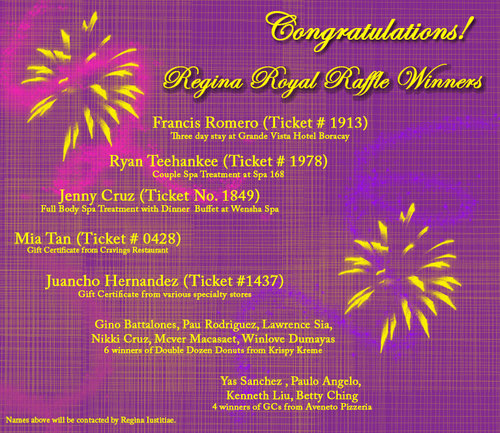 Congratulations!
Regina Royal Raffle Winners
Francis Romero (Ticket # 1913)
Three day stay at Grande Vista Hotel Boracay
Ryan Teehankee (Ticket # 1978)
Couple Spa Treatment at Spa 168
Jenny Cruz (Ticket No. 1849)
Full Body Spa Treatment with Dinner Buffet at Wensha Spa
Mia Tan (Ticket # 0428)
Gift Certificate from Cravings Restaurant
Juancho Hernandez (Ticket #1437)
Gift Certificate from various specialty stores
Gino Battalones, Pau Rodriguez, Lawrence Sia,
Nikki Cruz, Mcver Macasaet, Winlove Dumayas
6 winners of Double Dozen Donuts from Krispy Kreme
Yas Sanchez , Paulo Angelo,
Kenneth Liu, Betty Ching
4 winners of GCs from Aveneto Pizzeria
Names above will be contacted by Regina Iustitiae.